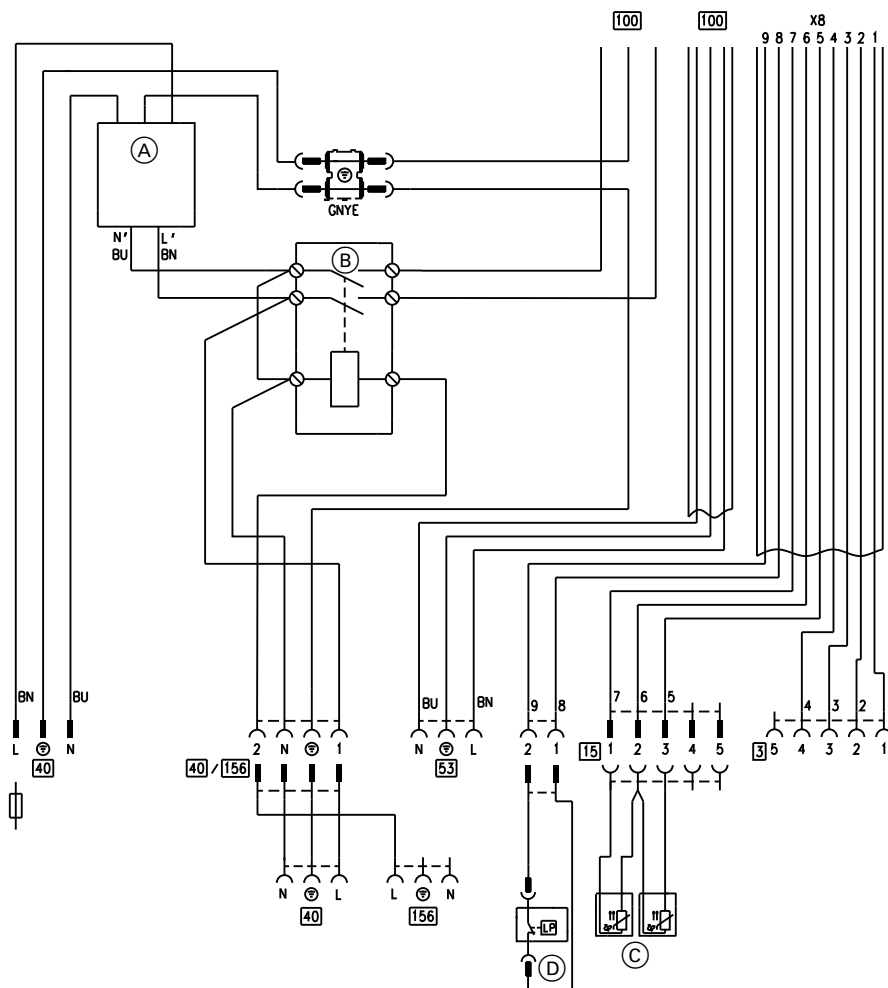 100 100 X8
9 8 7 6 5 4 3 2 1
A
GNYE
N' L'
BU BN
B
BN BU BU BN 9 8 7 6 5 4 3 2
L N 2 N 1 N L 2 1 15 1 2 3 4 5 3 5 4 3 2 1
40 40/156 53
N L L N
40 156
LP
D C